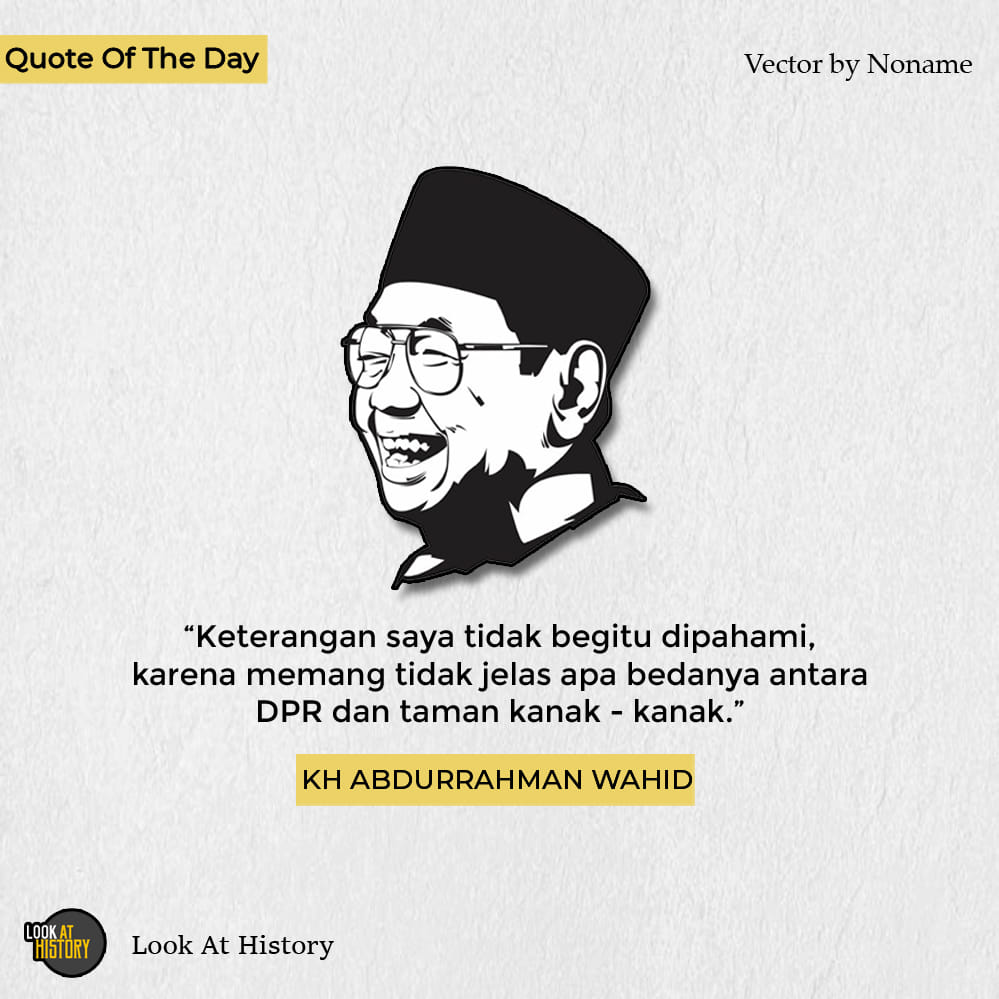 Quote Of The Day
Vector by Noname
“Keterangan saya tidak begitu dipahami,
karena memang tidak jelas apa bedanya antara
DPR dan taman kanak - kanak.”
KH ABDURRAHMAN WAHID
LOOK AT
HISTORY
Look At History